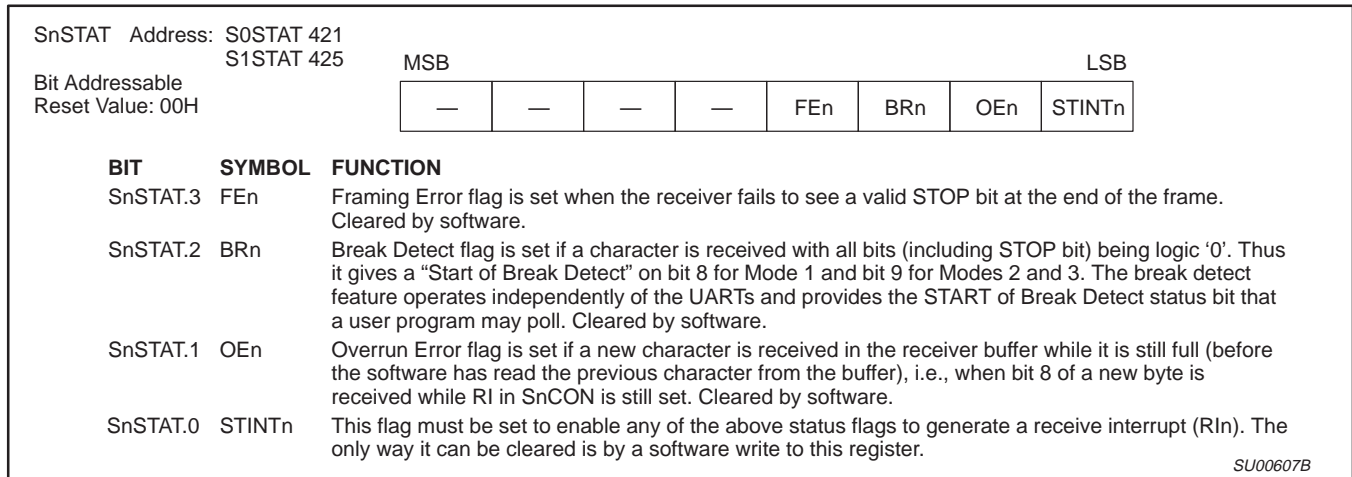 SnSTAT Address: S0STAT 421
S1STAT 425
MSB LSB
Bit Addressable
Reset Value: 00H
— — — — FEn BRn OEn STINTn
BIT SYMBOL FUNCTION
SnSTAT.3 FEn Framing Error flag is set when the receiver fails to see a valid STOP bit at the end of the frame.
Cleared by software.
SnSTAT.2 BRn Break Detect flag is set if a character is received with all bits (including STOP bit) being logic ‘0’. Thus
it gives a “Start of Break Detect” on bit 8 for Mode 1 and bit 9 for Modes 2 and 3. The break detect
feature operates independently of the UARTs and provides the START of Break Detect status bit that
a user program may poll. Cleared by software.
SnSTAT.1 OEn Overrun Error flag is set if a new character is received in the receiver buffer while it is still full (before
the software has read the previous character from the buffer), i.e., when bit 8 of a new byte is
received while RI in SnCON is still set. Cleared by software.
SnSTAT.0 STINTn This flag must be set to enable any of the above status flags to generate a receive interrupt (RIn). The
only way it can be cleared is by a software write to this register.
SU00607B